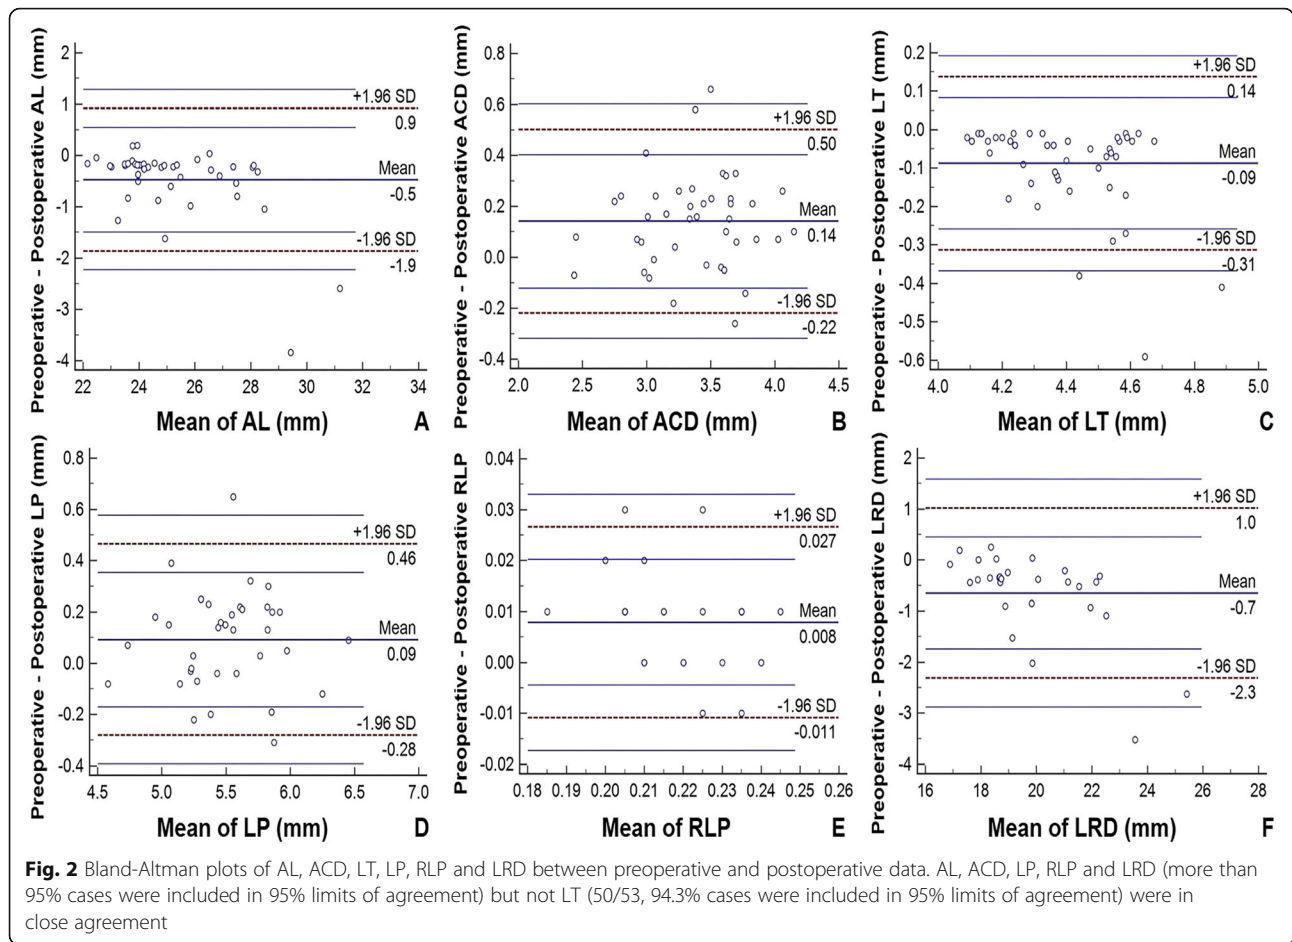 Preoperative - Postoperative AL (mm)
2
1
0
-1
-2
-3
-4
+1.96 SD
0.9
Mean
-0.5
-1.96 SD
-1.9
22 24 26 28 30 32 34
Mean of AL (mm)
A
Preoperative - Postoperative ACD (mm)
0.8
0.6
0.4
0.2
0.0
-0.2
-0.4
+1.96 SD
0.50
Mean
0.14
-1.96 SD
-0.22
2.0 2.5 3.0 3.5 4.0 4.5
Mean of ACD (mm)
B
Preoperative - Postoperative LT (mm)
0.2
0.1
0.0
-0.1
-0.2
-0.3
-0.4
-0.5
-0.6
+1.96 SD
0.14
Mean
-0.09
-1.96 SD
-0.31
4.0 4.2 4.4 4.6 4.8 5.0
Mean of LT (mm)
C
Preoperative - Postoperative LP (mm)
0.8
0.6
0.4
0.2
0.0
-0.2
-0.4
+1.96 SD
0.46
Mean
0.09
-1.96 SD
-0.28
4.5 5.0 5.5 6.0 6.5 7.0
Mean of LP (mm)
D
Preoperative - Postoperative RLP
0.04
0.03
0.02
0.01
0.00
-0.01
-0.02
+1.96 SD
0.027
Mean
0.008
-1.96 SD
-0.011
0.18 0.19 0.20 0.21 0.22 0.23 0.24 0.25 0.26
Mean of RLP
E
Preoperative - Postoperative LRD (mm)
2
1
0
-1
-2
-3
-4
+1.96 SD
1.0
Mean
-0.7
-1.96 SD
-2.3
16 18 20 22 24 26 28
Mean of LRD (mm)
F
Fig. 2 Bland-Altman plots of AL, ACD, LT, LP, RLP and LRD between preoperative and postoperative data. AL, ACD, LP, RLP and LRD (more than
95% cases were included in 95% limits of agreement) but not LT (50/53, 94.3% cases were included in 95% limits of agreement) were in
close agreement